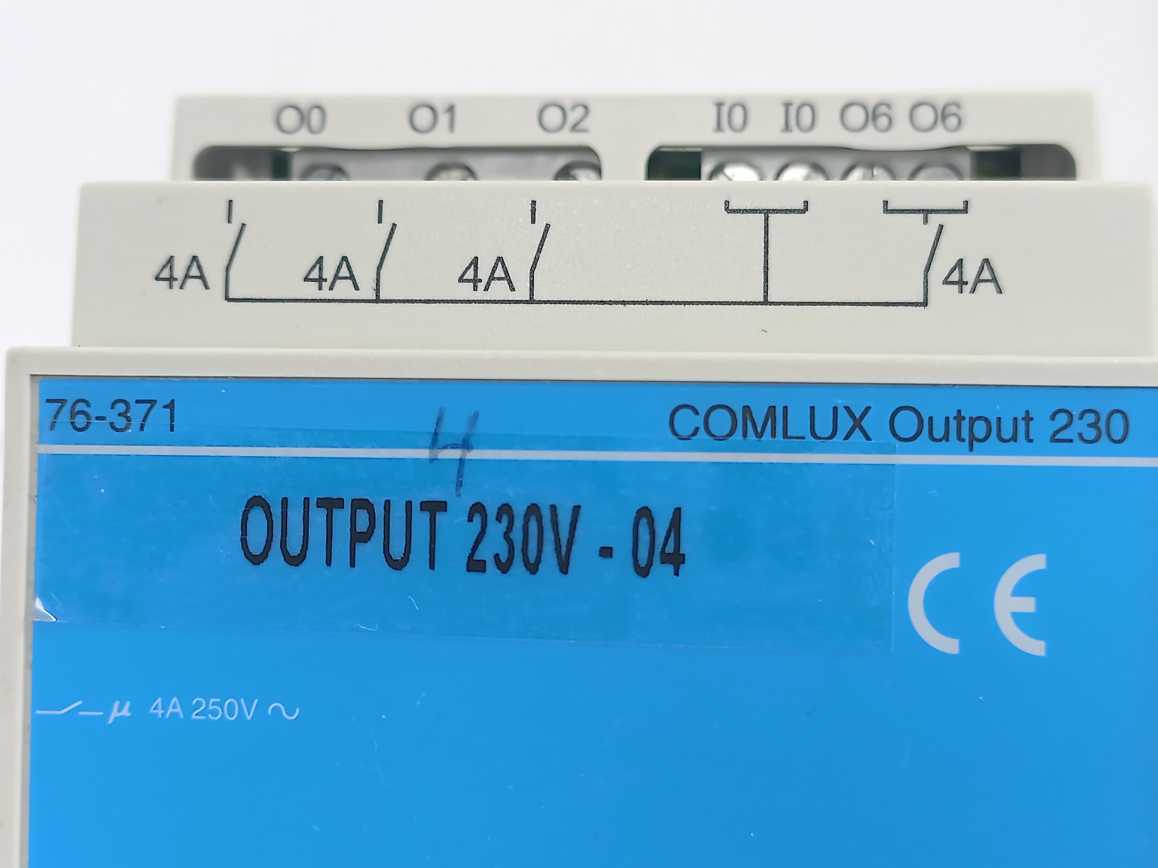 O0 O1 O2 I0 I0 O6 O6
4A 4A 4A 4A
76-371 COMLUX Output 230
4
OUTPUT 230V - 04
CE
µ 4A 250V ~